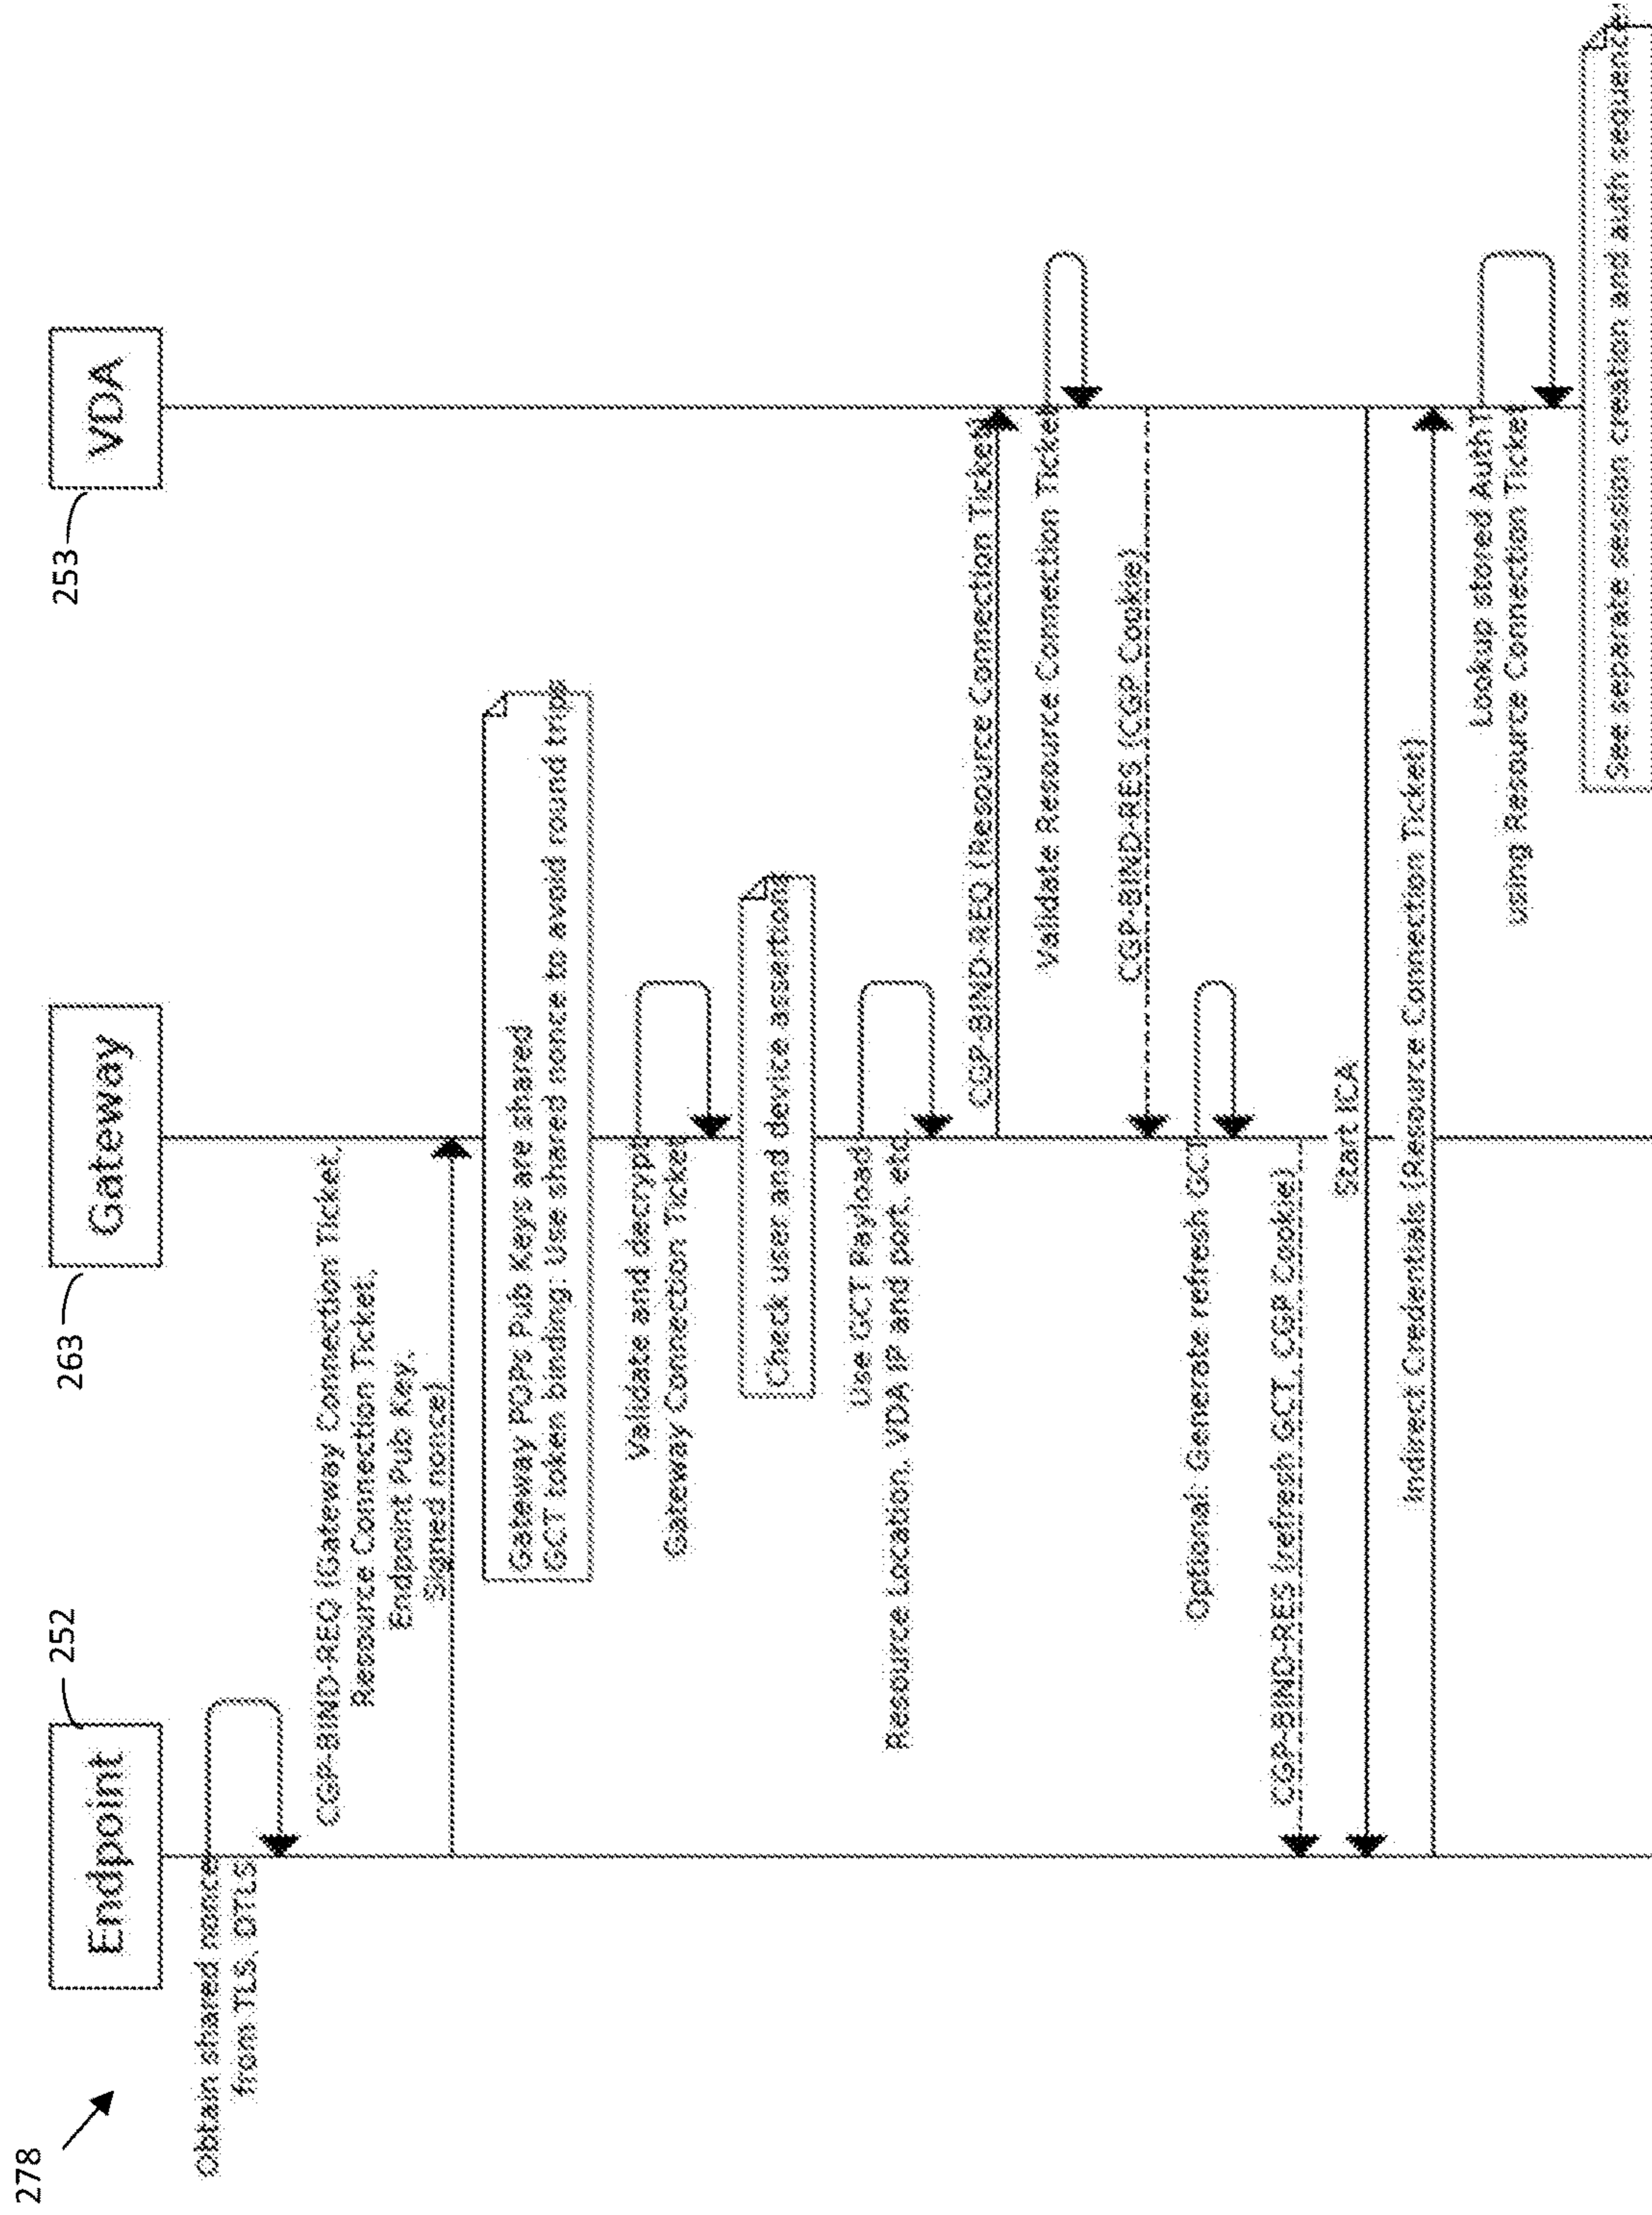 278
Endpoint
252
Gateway
263
VDA
253
Obtain shared nonce
from TLS, DTLS
CGP-BIND-REQ (Gateway Connection Ticket,
Resource Connection Ticket,
Endpoint Pub Key,
Signed nonce)
Gateway POPs Pub Keys are shared
GCT token binding: Use shared nonce to avoid round trips
Validate and decrypt
Gateway Connection Ticket
Check user and device assertions
Use GCT Payload
Resource Location, VDA IP and port, etc.
CGP-BIND-REQ (Resource Connection Ticket)
Validate Resource Connection Ticket
CGP-BIND-RES (CGP Cookie)
Optional: Generate refresh GCT
CGP-BIND-RES (refresh GCT, CGP Cookie)
Start ICA
Indirect Credentials (Resource Connection Ticket)
Lookup stored AuthT
using Resource Connection Ticket
See separate session creation and auth sequence